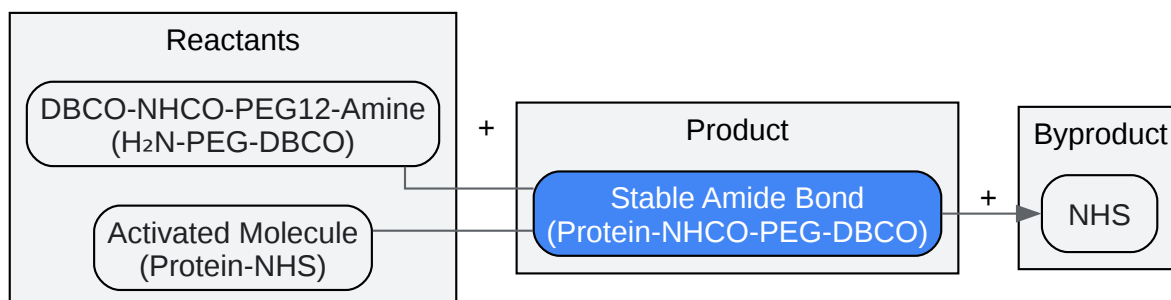 Reactants
DBCO-NHCO-PEG12-Amine
(H₂N-PEG-DBCO)
Activated Molecule
(Protein-NHS)
+
Product
Stable Amide Bond
(Protein-NHCO-PEG-DBCO)
+
Byproduct
NHS